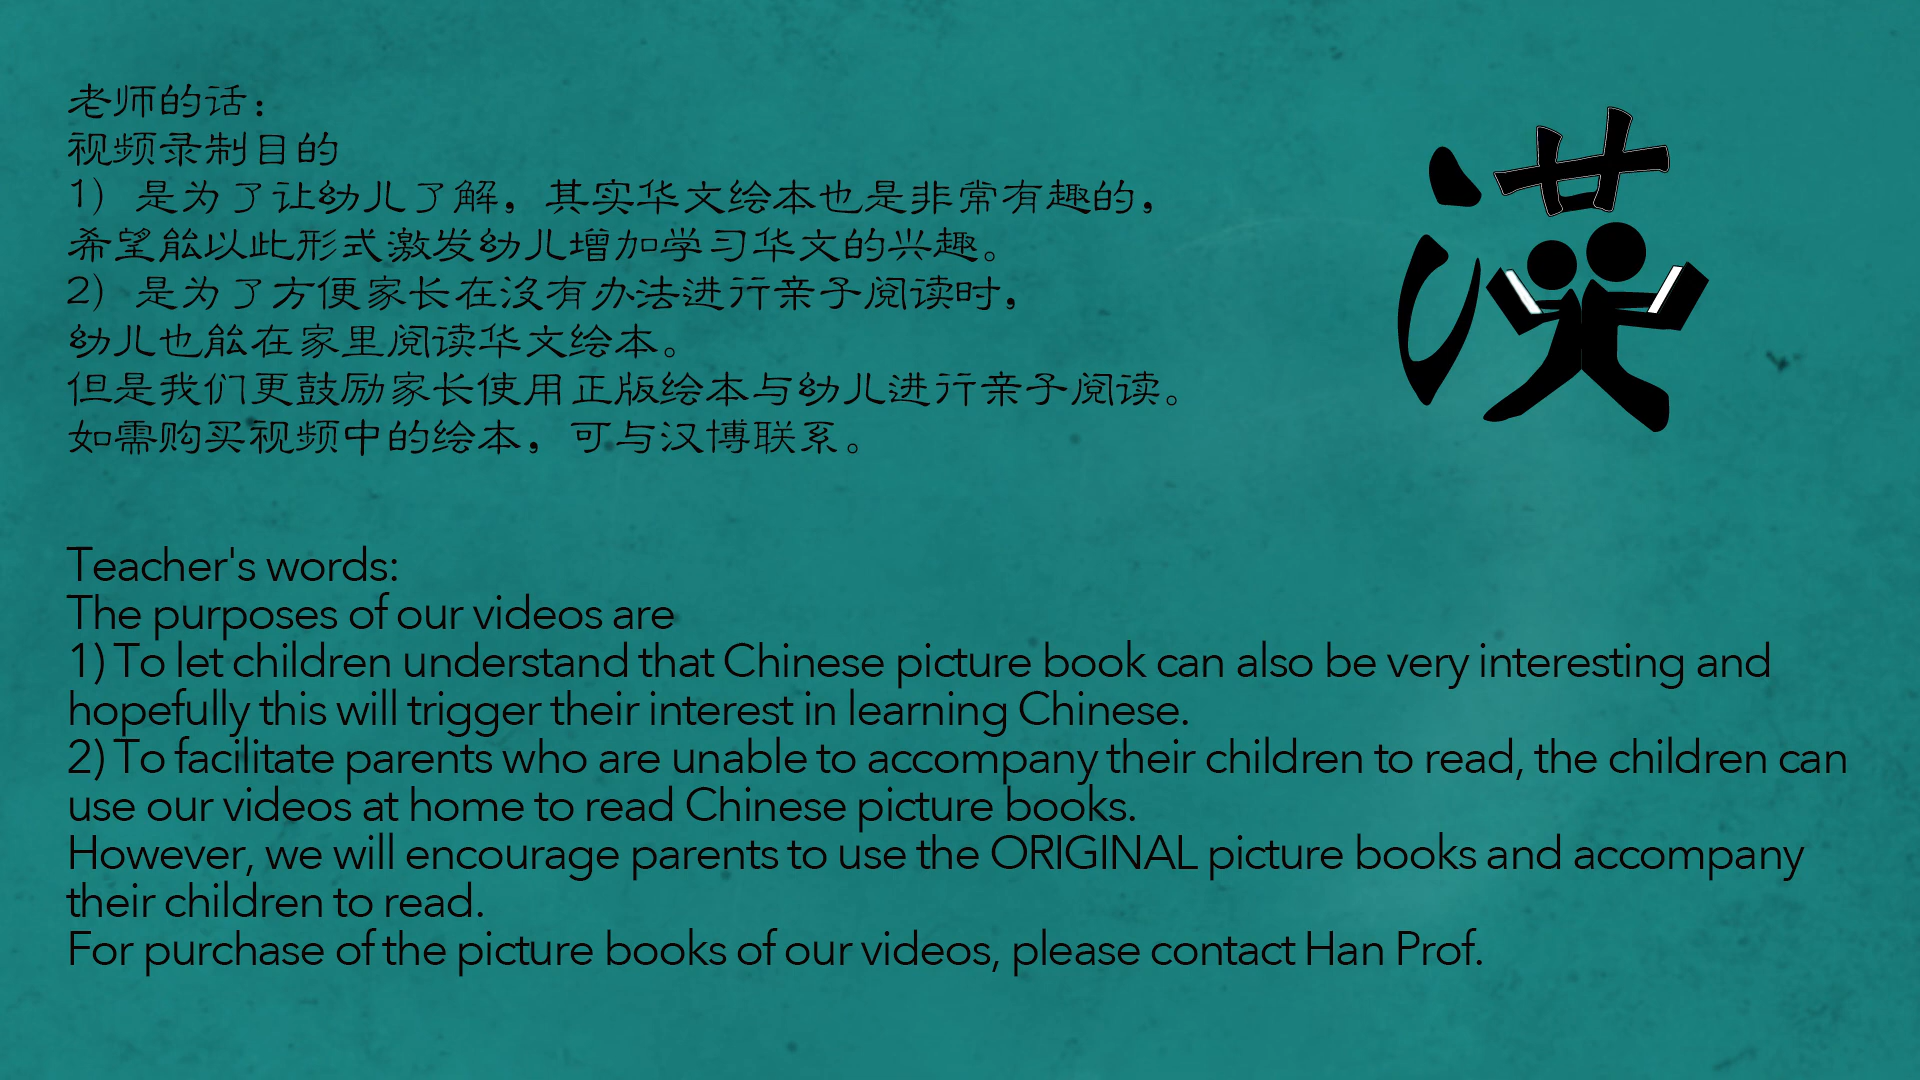 老师的话：
视频录制目的
1）是为了让幼儿了解，其实华文绘本也是非常有趣的，
希望能以此形式激发幼儿增加学习华文的兴趣。
2）是为了方便家长在没有办法进行亲子阅读时，
幼儿也能在家里阅读华文绘本。
但是我们更鼓励家长使用正版绘本与幼儿进行亲子阅读。
如需购买视频中的绘本，可与汉博联系。
漢
Teacher's words:
The purposes of our videos are
1) To let children understand that Chinese picture book can also be very interesting and
hopefully this will trigger their interest in learning Chinese.
2) To facilitate parents who are unable to accompany their children to read, the children can
use our videos at home to read Chinese picture books.
However, we will encourage parents to use the ORIGINAL picture books and accompany
their children to read.
For purchase of the picture books of our videos, please contact Han Prof.